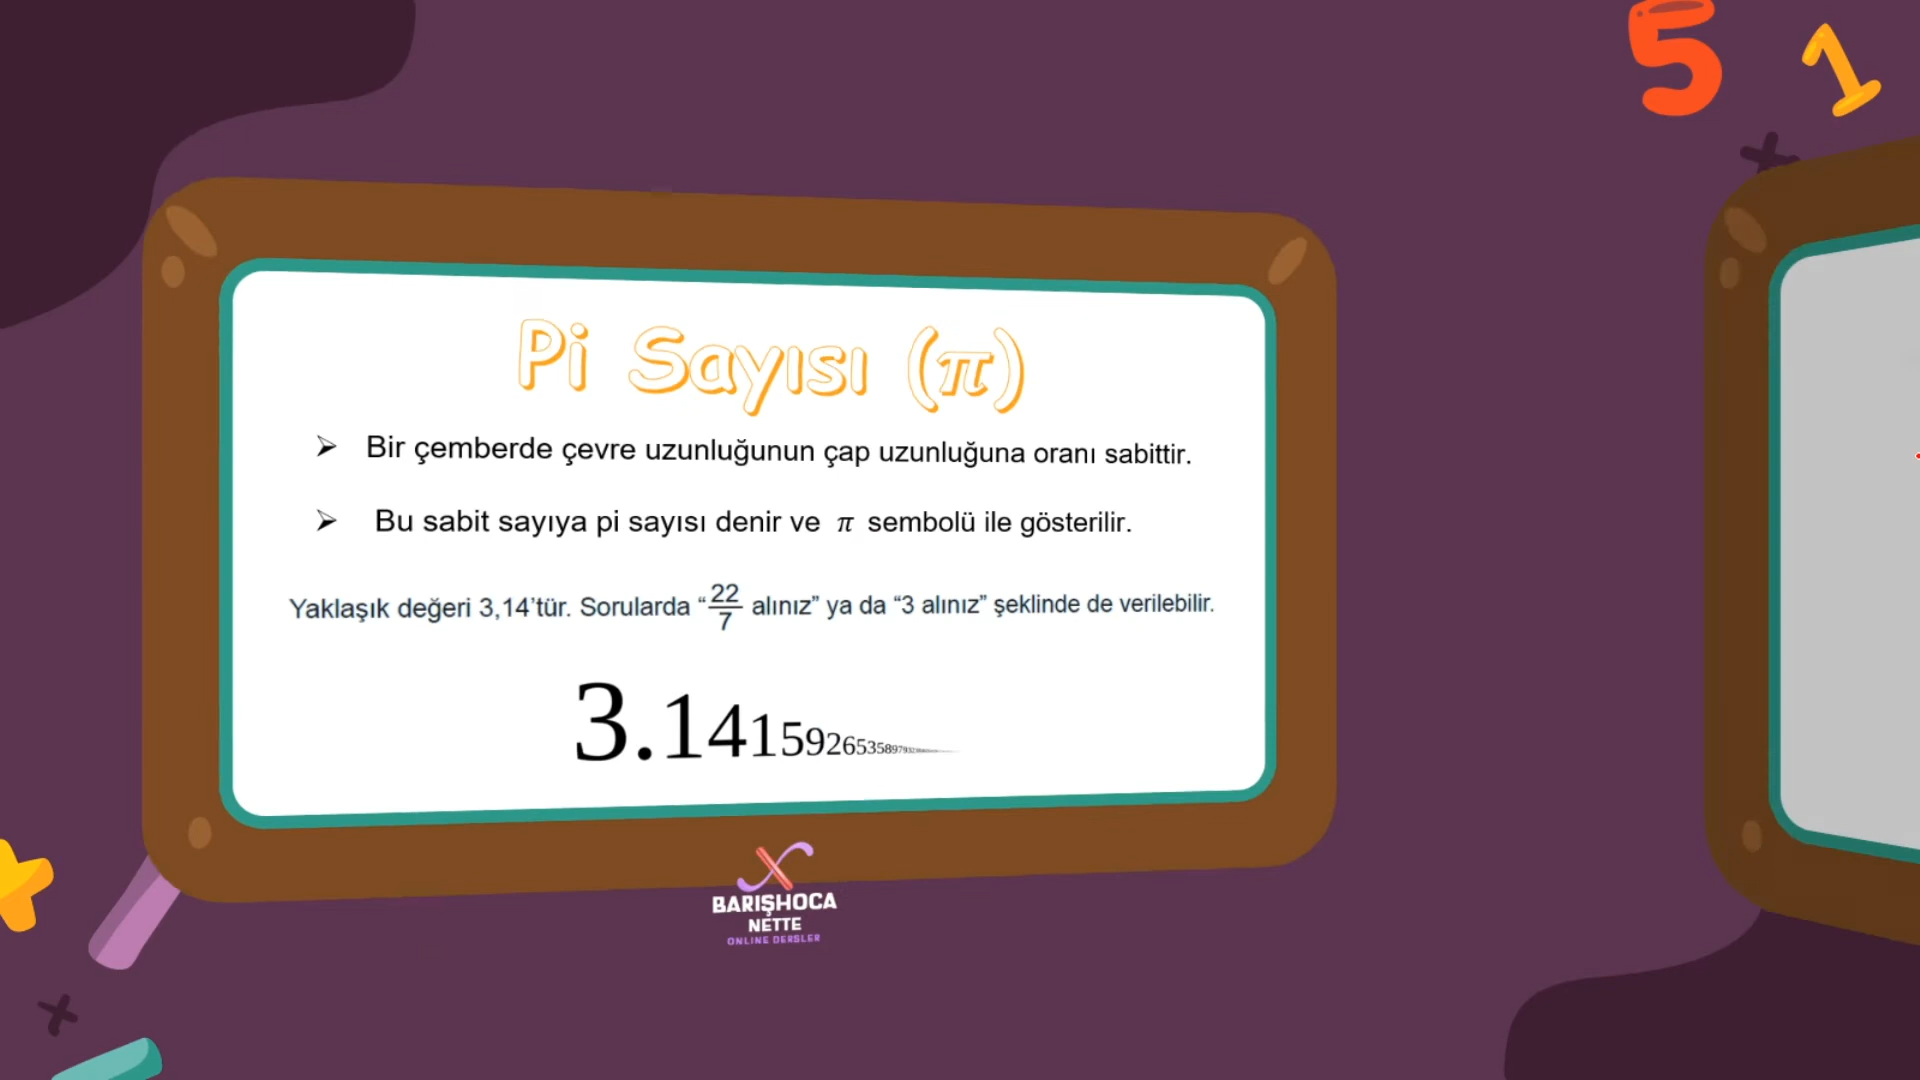 5 1
Pi Sayısı (π)
➢ Bir çemberde çevre uzunluğunun çap uzunluğuna oranı sabittir.
➢ Bu sabit sayıya pi sayısı denir ve π sembolü ile gösterilir.
Yaklaşık değeri 3,14’tür. Sorularda “22/7 alınız” ya da “3 alınız” şeklinde de verilebilir.
3.14159265358979
BARIŞHOCA
NETTE
ONLINE DERSLER